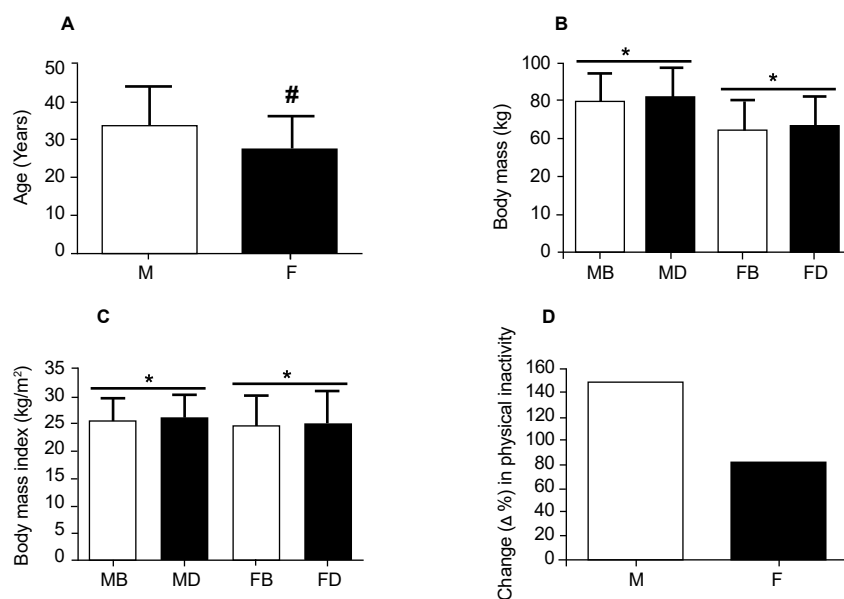 A
Age (Years)
50
40
30
20
10
0
#
M
F
B
Body mass (kg)
100
80
60
20
10
0
*
*
MB
MD
FB
FD
C
Body mass index (kg/m²)
35
30
25
20
15
10
5
0
*
*
MB
MD
FB
FD
D
Change (Δ %) in physical inactivity
160
140
120
100
80
60
40
20
0
M
F